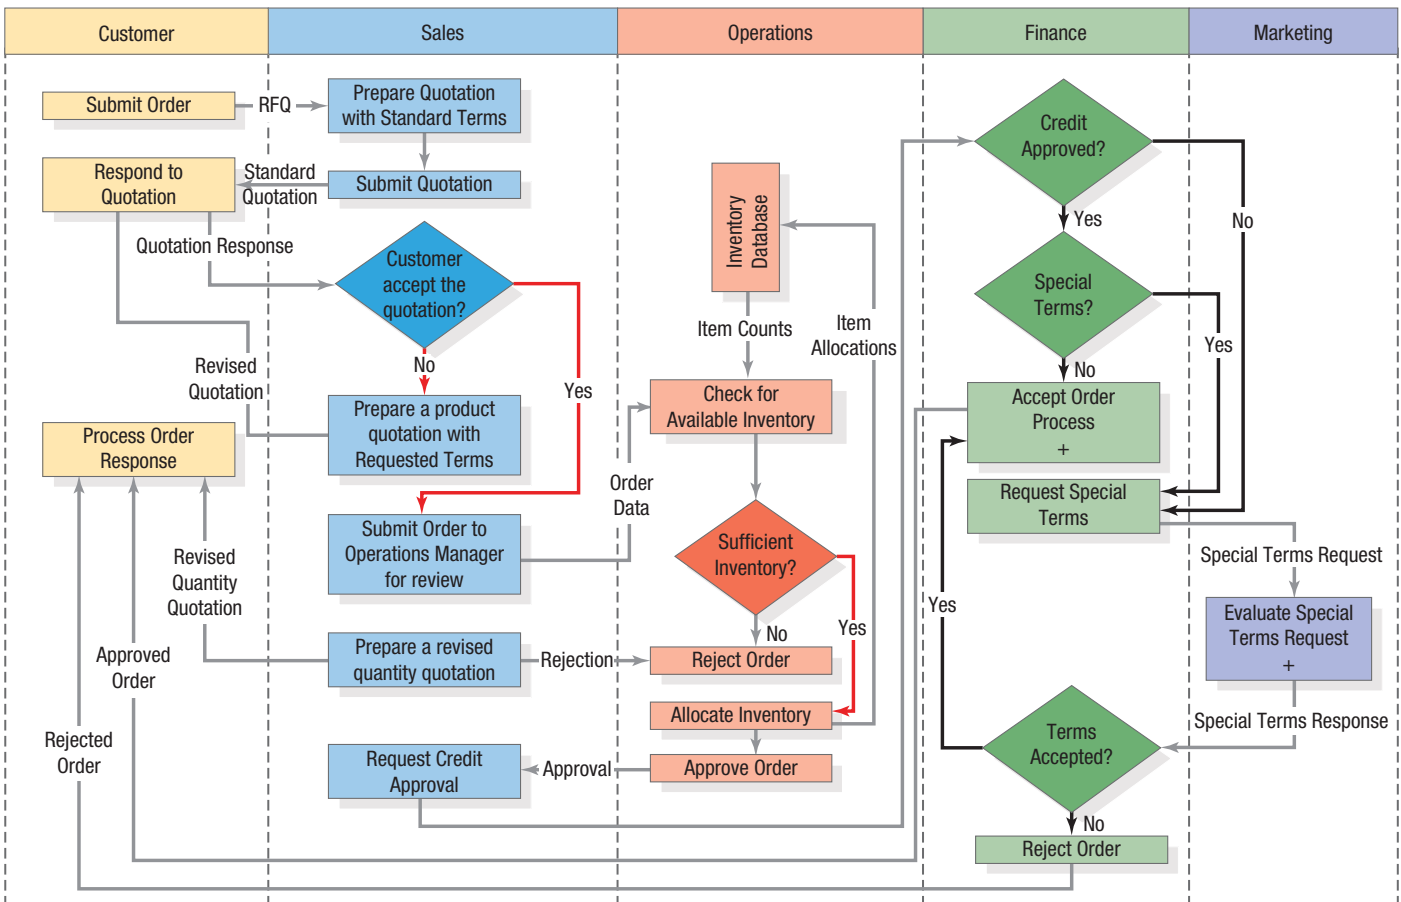 Customer
Sales
Operations
Finance
Marketing
Submit Order
RFQ
Prepare Quotation
with Standard Terms
Respond to
Quotation
Standard
Quotation
Submit Quotation
Quotation Response
Customer
accept the
quotation?
No
Yes
Revised
Quotation
Prepare a product
quotation with
Requested Terms
Process Order
Response
Submit Order to
Operations Manager
for review
Order
Data
Revised
Quantity
Quotation
Prepare a revised
quantity quotation
Rejection
Approved
Order
Rejected
Order
Request Credit
Approval
Approval
Inventory
Database
Item Counts
Item
Allocations
Check for
Available Inventory
Sufficient
Inventory?
No
Yes
Reject Order
Allocate Inventory
Approve Order
Credit
Approved?
Yes
No
Special
Terms?
Yes
No
Accept Order
Process
+
Request Special
Terms
Special Terms Request
Evaluate Special
Terms Request
+
Special Terms Response
Yes
Terms
Accepted?
No
Reject Order